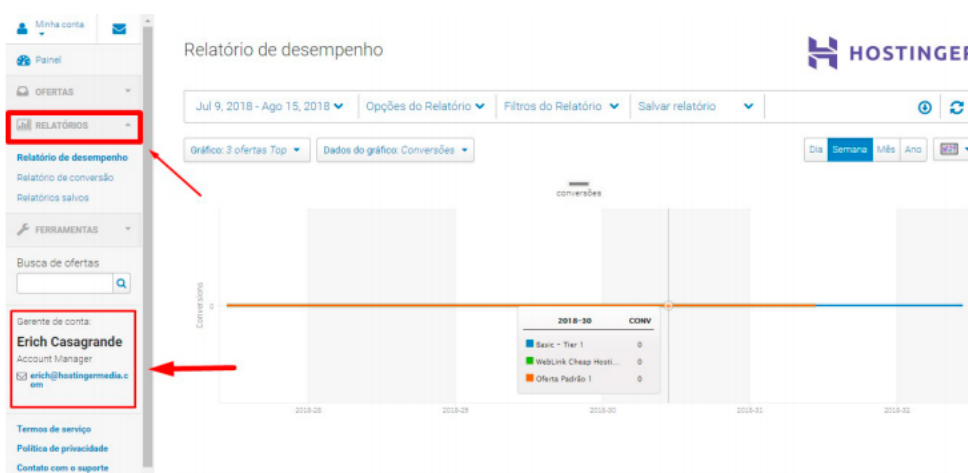 Minha conta
Painel
OFERTAS
RELATÓRIOS
Relatório de desempenho
Relatório de conversão
Relatórios salvos
FERRAMENTAS
Busca de ofertas
Gerente de conta:
Erich Casagrande
Account Manager
erich@hostingermedia.c
om
Termos de serviço
Política de privacidade
Contato com o suporte
Relatório de desempenho
HOSTINGER
Jul 9, 2018 - Ago 15, 2018
Opções do Relatório
Filtros do Relatório
Salvar relatório
Gráfico: 3 ofertas Top
Dados do gráfico: Conversões
Dia Semana Mês Ano
conversões
Conversions
0
2018-30 CONV
Basic - Tier 1 0
WebLink Cheap Hosti... 0
Oferta Padrão 1 0
2018-28 2018-29 2018-30 2018-31 2018-32